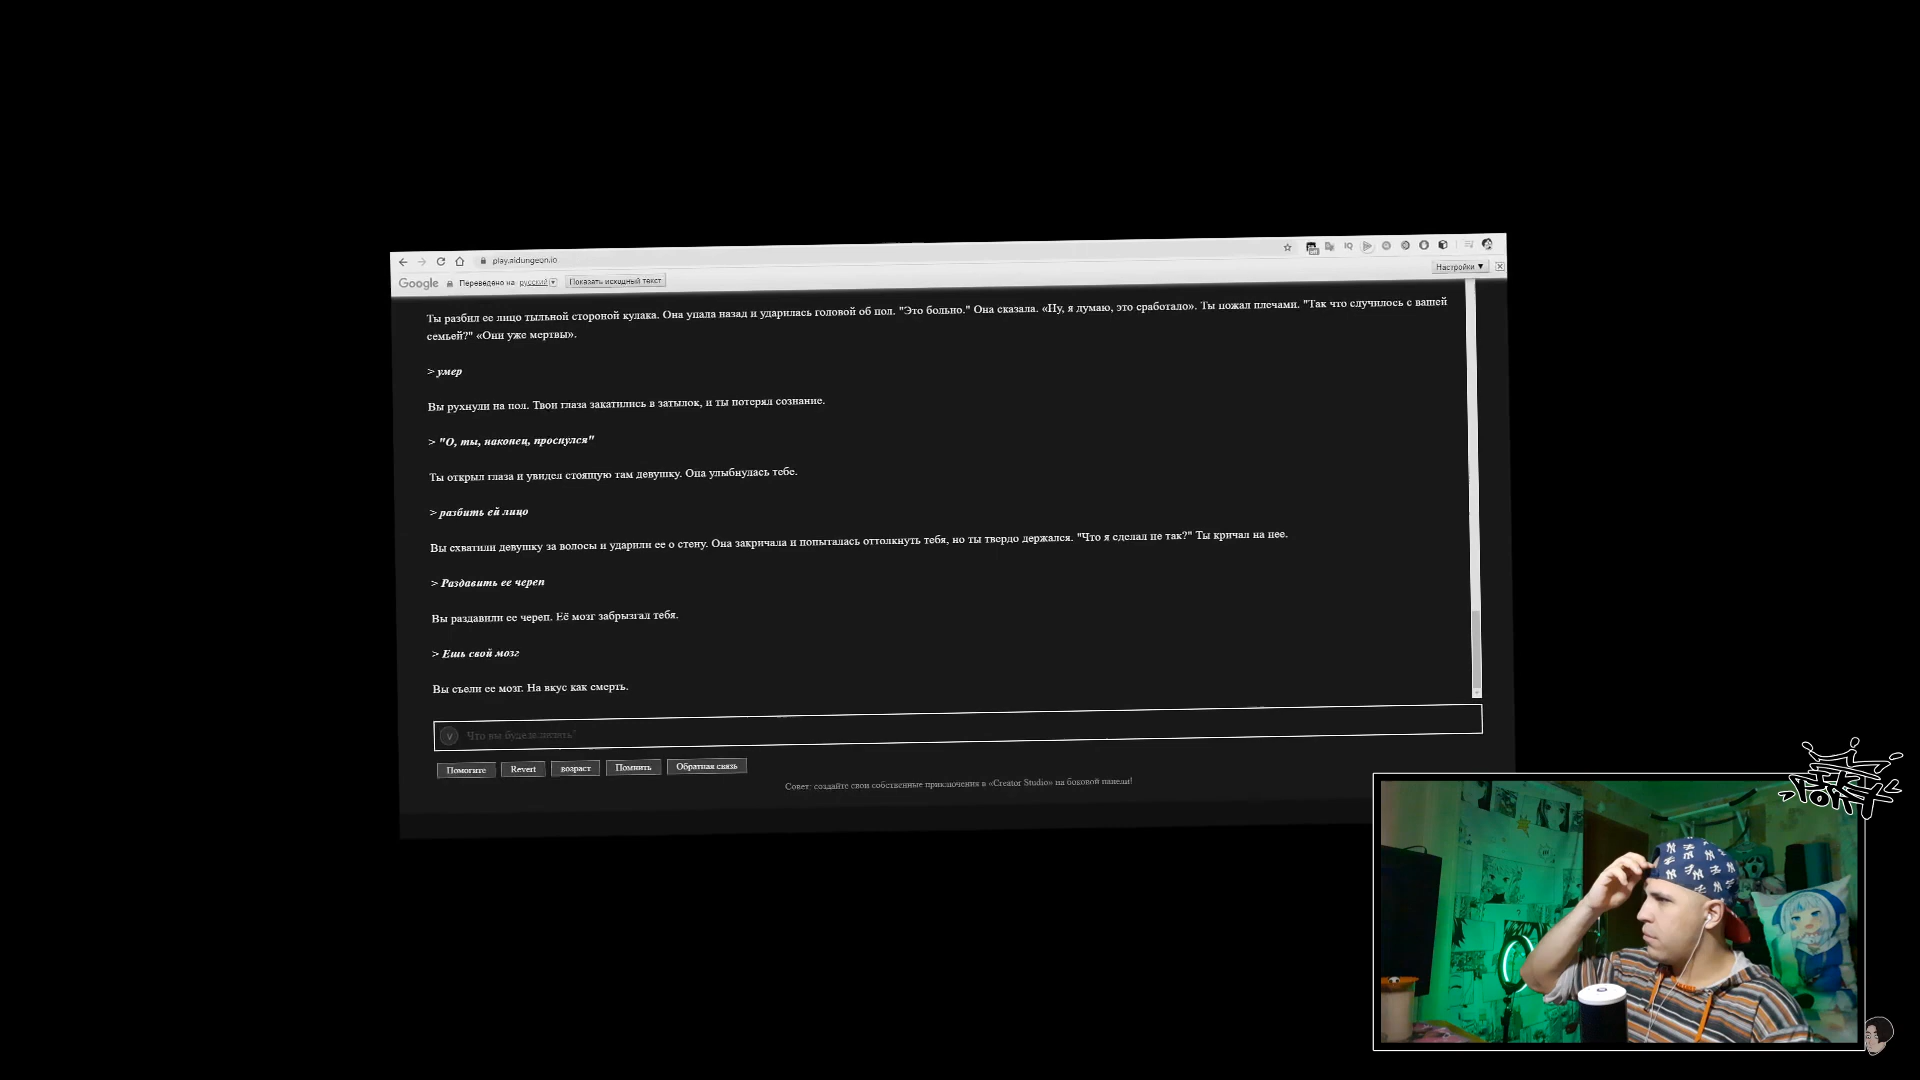 play.aidungeon.io
Google Переведено на русский Показать исходный текст Настройки
Ты разбил ее лицо тыльной стороной кулака. Она упала назад и ударилась головой об пол. "Это больно." Она сказала. «Ну, я думаю, это сработало». Ты пожал плечами. "Так что случилось с вашей
семьей?" «Они уже мертвы».
> умер
Вы рухнули на пол. Твои глаза закатились в затылок, и ты потерял сознание.
> "О, ты, наконец, проснулся"
Ты открыл глаза и увидел стоящую там девушку. Она улыбнулась тебе.
> разбить ей лицо
Вы схватили девушку за волосы и ударили ее о стену. Она закричала и попыталась оттолкнуть тебя, но ты твердо держался. "Что я сделал не так?" Ты кричал на нее.
> Раздавить ее череп
Вы раздавили ее череп. Её мозг забрызгал тебя.
> Ешь свой мозг
Вы съели ее мозг. На вкус как смерть.
Что вы будете делать?
Помогите Revert возраст Помнить Обратная связь
Совет: создайте свои собственные приключения в «Creator Studio» на боковой панели!